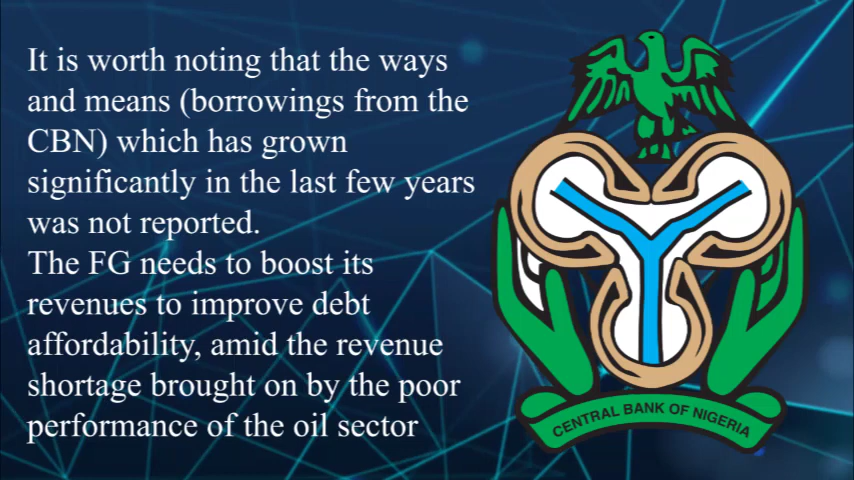 It is worth noting that the ways
and means (borrowings from the
CBN) which has grown
significantly in the last few years
was not reported.
The FG needs to boost its
revenues to improve debt
affordability, amid the revenue
shortage brought on by the poor
performance of the oil sector
CENTRAL BANK OF NIGERIA